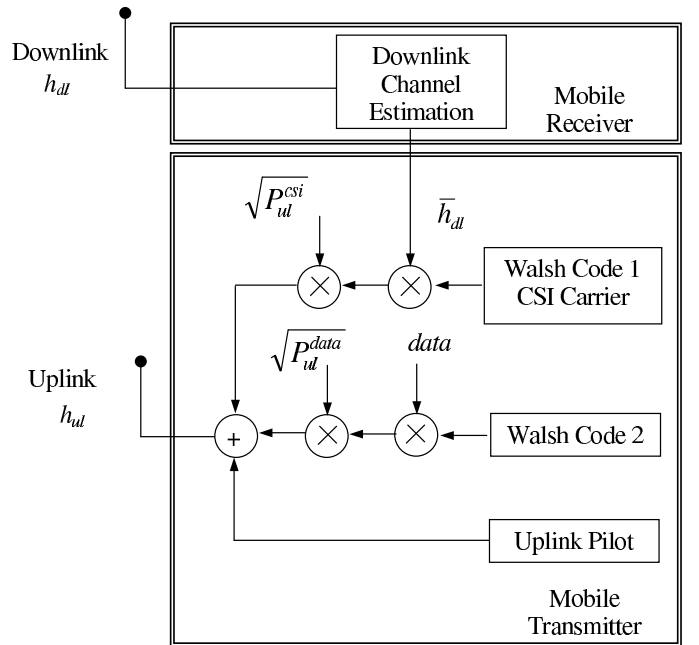 Downlink
h_dl
Downlink
Channel
Estimation
Mobile
Receiver
√P_ul^csi
h̄_dl
Walsh Code 1
CSI Carrier
√P_ul^data
data
Uplink
h_ul
+
Walsh Code 2
Uplink Pilot
Mobile
Transmitter